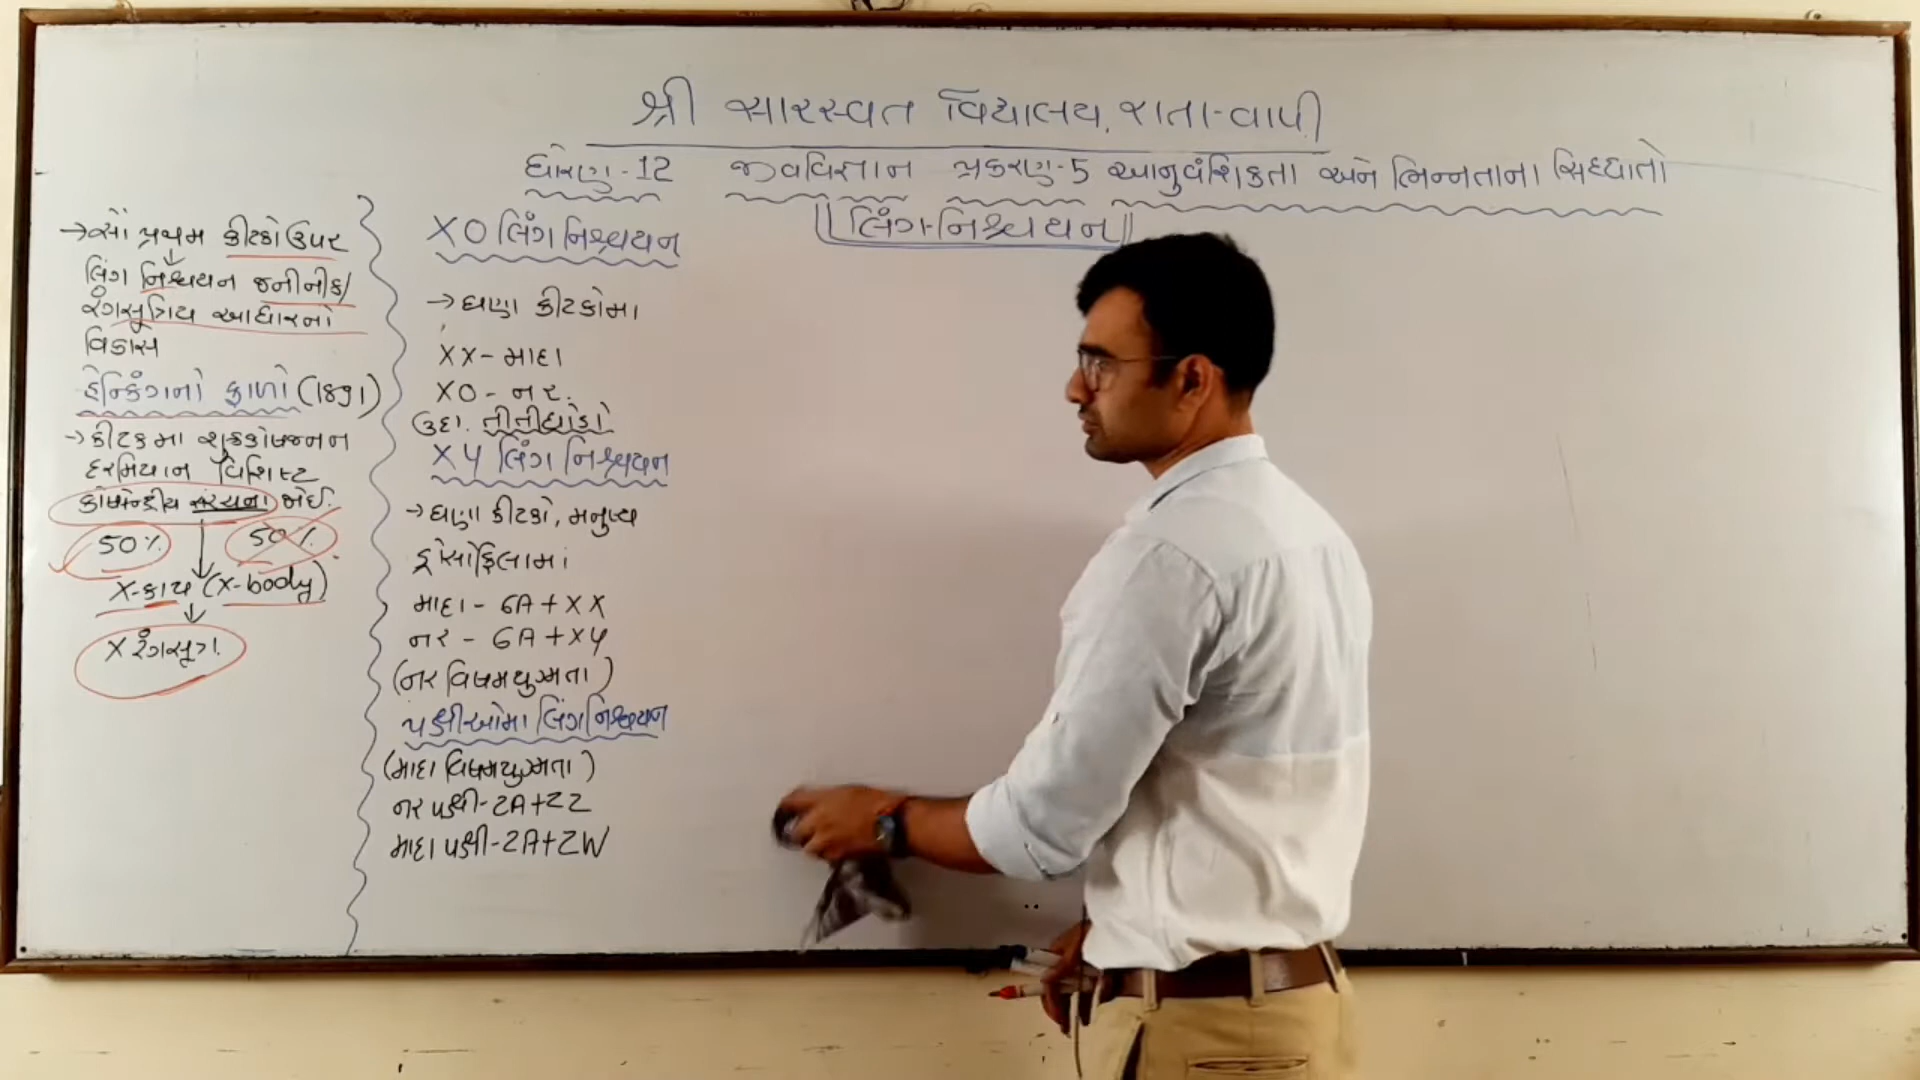 શ્રી સારસ્વત વિદ્યાલય, રાતા-વાપી
ધોરણ-12 જીવવિજ્ઞાન પ્રકરણ-5 આનુવંશિકતા અને ભિન્નતાના સિધ્ધાતો
લિંગ-નિશ્ચયન
→ સૌ પ્રથમ કીટકો ઉપર
↓
લિંગ નિશ્ચયન જનીનીક/
રંગસૂત્રિય આધારનો
વિકાસ
હેન્કિંગનો ફાળો (1891)
→ કીટકમા શુક્રકોષજનન
દરમિયાન વિશિષ્ટ
કોષકેન્દ્રીય સંરચના જોઈ.
50% 50%
X-કાય (X-body)
↓
X રંગસૂત્ર
XO લિંગ નિશ્ચયન
→ ઘણા કીટકોમા
XX- માદા
XO - નર.
ઉદા. તીતીઘોડો
XY લિંગ નિશ્ચયન
→ ઘણા કીટકો, મનુષ્ય
ડ્રોસોફિલામાં
માદા - 6A + XX
નર - 6A + XY
(નર વિષમયુગ્મતા)
પક્ષીઓમા લિંગ નિશ્ચયન
(માદા વિષમયુગ્મતા)
નર પક્ષી- 2A+ZZ
માદા પક્ષી- 2A+ZW